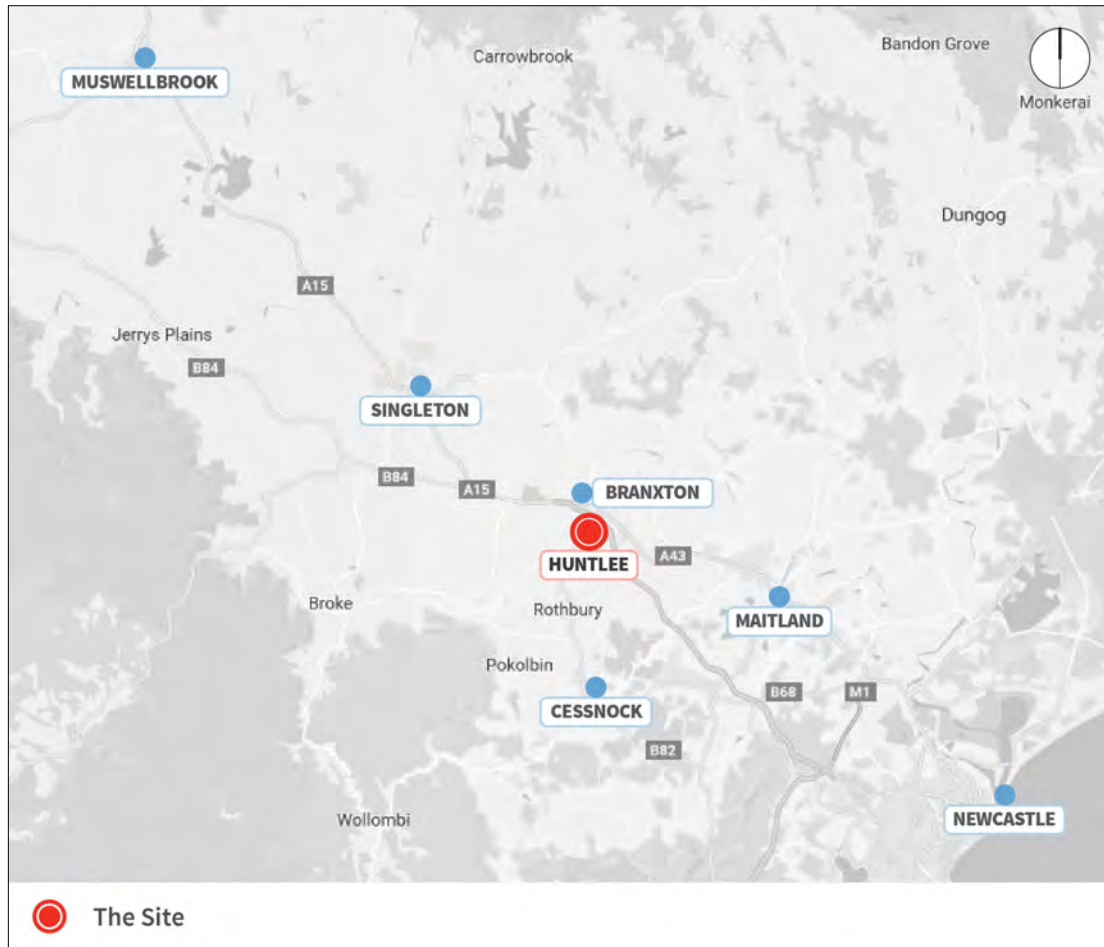 Carrowbrook
Bandon Grove
MUSWELLBROOK
Monkerai
Dungog
A15
Jerrys Plains
B84
SINGLETON
B84
A15
BRANXTON
HUNTLEE
A43
Broke
Rothbury
MAITLAND
Pokolbin
CESSNOCK
B68
M1
B82
Wollombi
NEWCASTLE
The Site